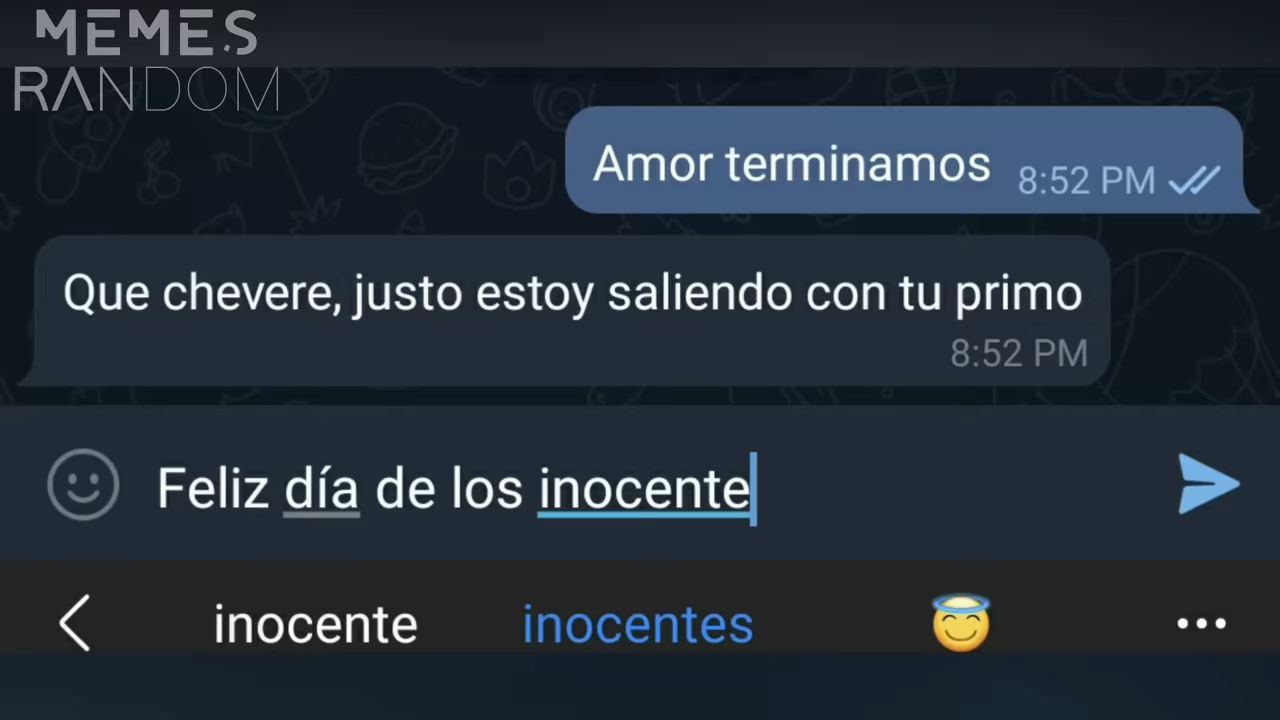 MEMES
RANDOM
Amor terminamos 8:52 PM
Que chevere, justo estoy saliendo con tu primo
8:52 PM
Feliz día de los inocente
inocente inocentes